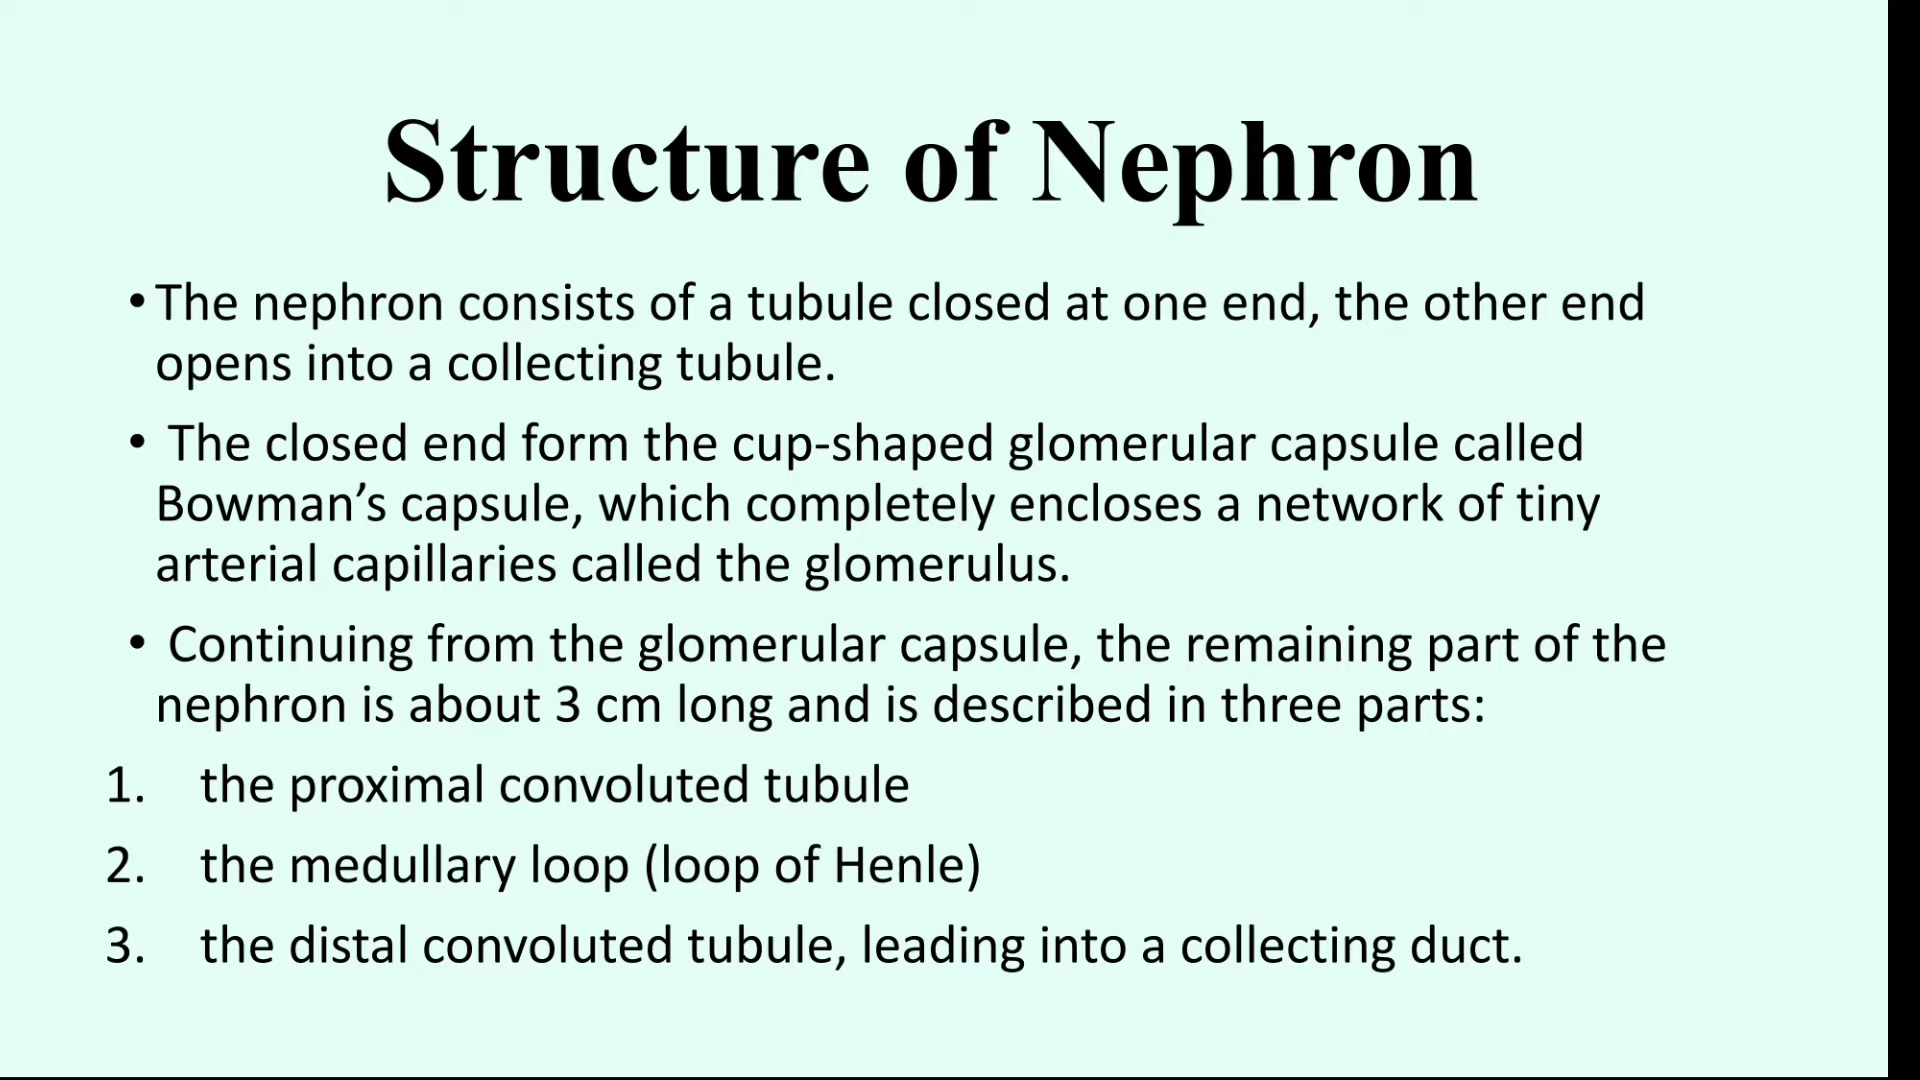 Structure of Nephron
• The nephron consists of a tubule closed at one end, the other end
opens into a collecting tubule.
• The closed end form the cup-shaped glomerular capsule called
Bowman’s capsule, which completely encloses a network of tiny
arterial capillaries called the glomerulus.
• Continuing from the glomerular capsule, the remaining part of the
nephron is about 3 cm long and is described in three parts:
1. the proximal convoluted tubule
2. the medullary loop (loop of Henle)
3. the distal convoluted tubule, leading into a collecting duct.